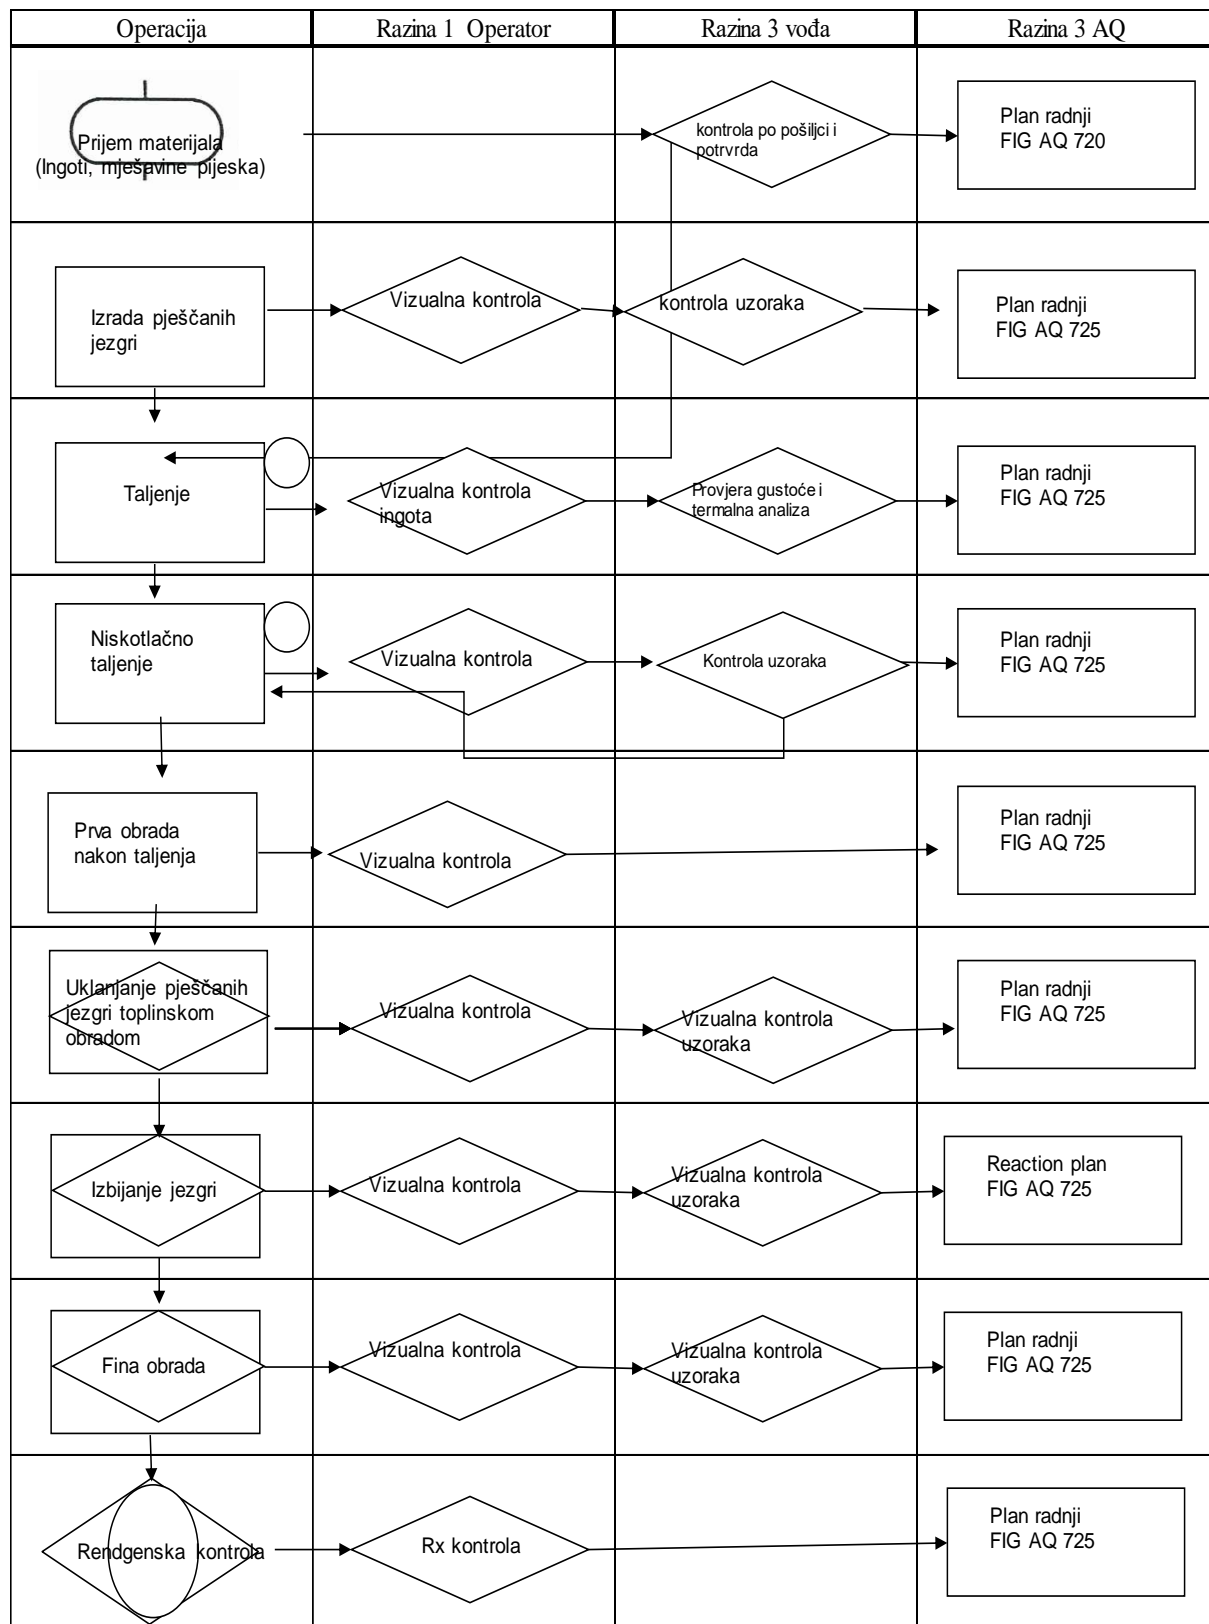 Operacija
Razina 1 Operator
Razina 3 vođa
Razina 3 AQ
Prijem materijala
(Ingoti, mješavine pijeska)
kontrola po pošiljci i
potrvrda
Plan radnji
FIG AQ 720
Izrada pješčanih
jezgri
Vizualna kontrola
kontrola uzoraka
Plan radnji
FIG AQ 725
Taljenje
Vizualna kontrola
ingota
Provjera gustoće i
termalna analiza
Plan radnji
FIG AQ 725
Niskotlačno
taljenje
Vizualna kontrola
Kontrola uzoraka
Plan radnji
FIG AQ 725
Prva obrada
nakon taljenja
Vizualna kontrola
Plan radnji
FIG AQ 725
Uklanjanje pješčanih
jezgri toplinskom
obradom
Vizualna kontrola
Vizualna kontrola
uzoraka
Plan radnji
FIG AQ 725
Izbijanje jezgri
Vizualna kontrola
Vizualna kontrola
uzoraka
Reaction plan
FIG AQ 725
Fina obrada
Vizualna kontrola
Vizualna kontrola
uzoraka
Plan radnji
FIG AQ 725
Rendgenska kontrola
Rx kontrola
Plan radnji
FIG AQ 725